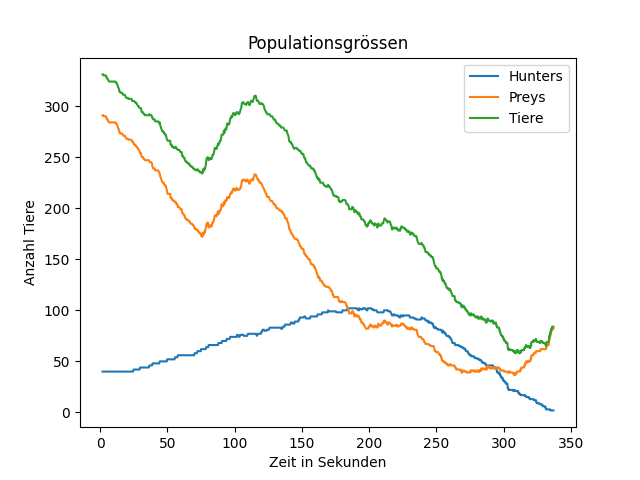 Populationsgrössen
Hunters
Preys
Tiere
Anzahl Tiere
300
250
200
150
100
50
0
0 50 100 150 200 250 300 350
Zeit in Sekunden